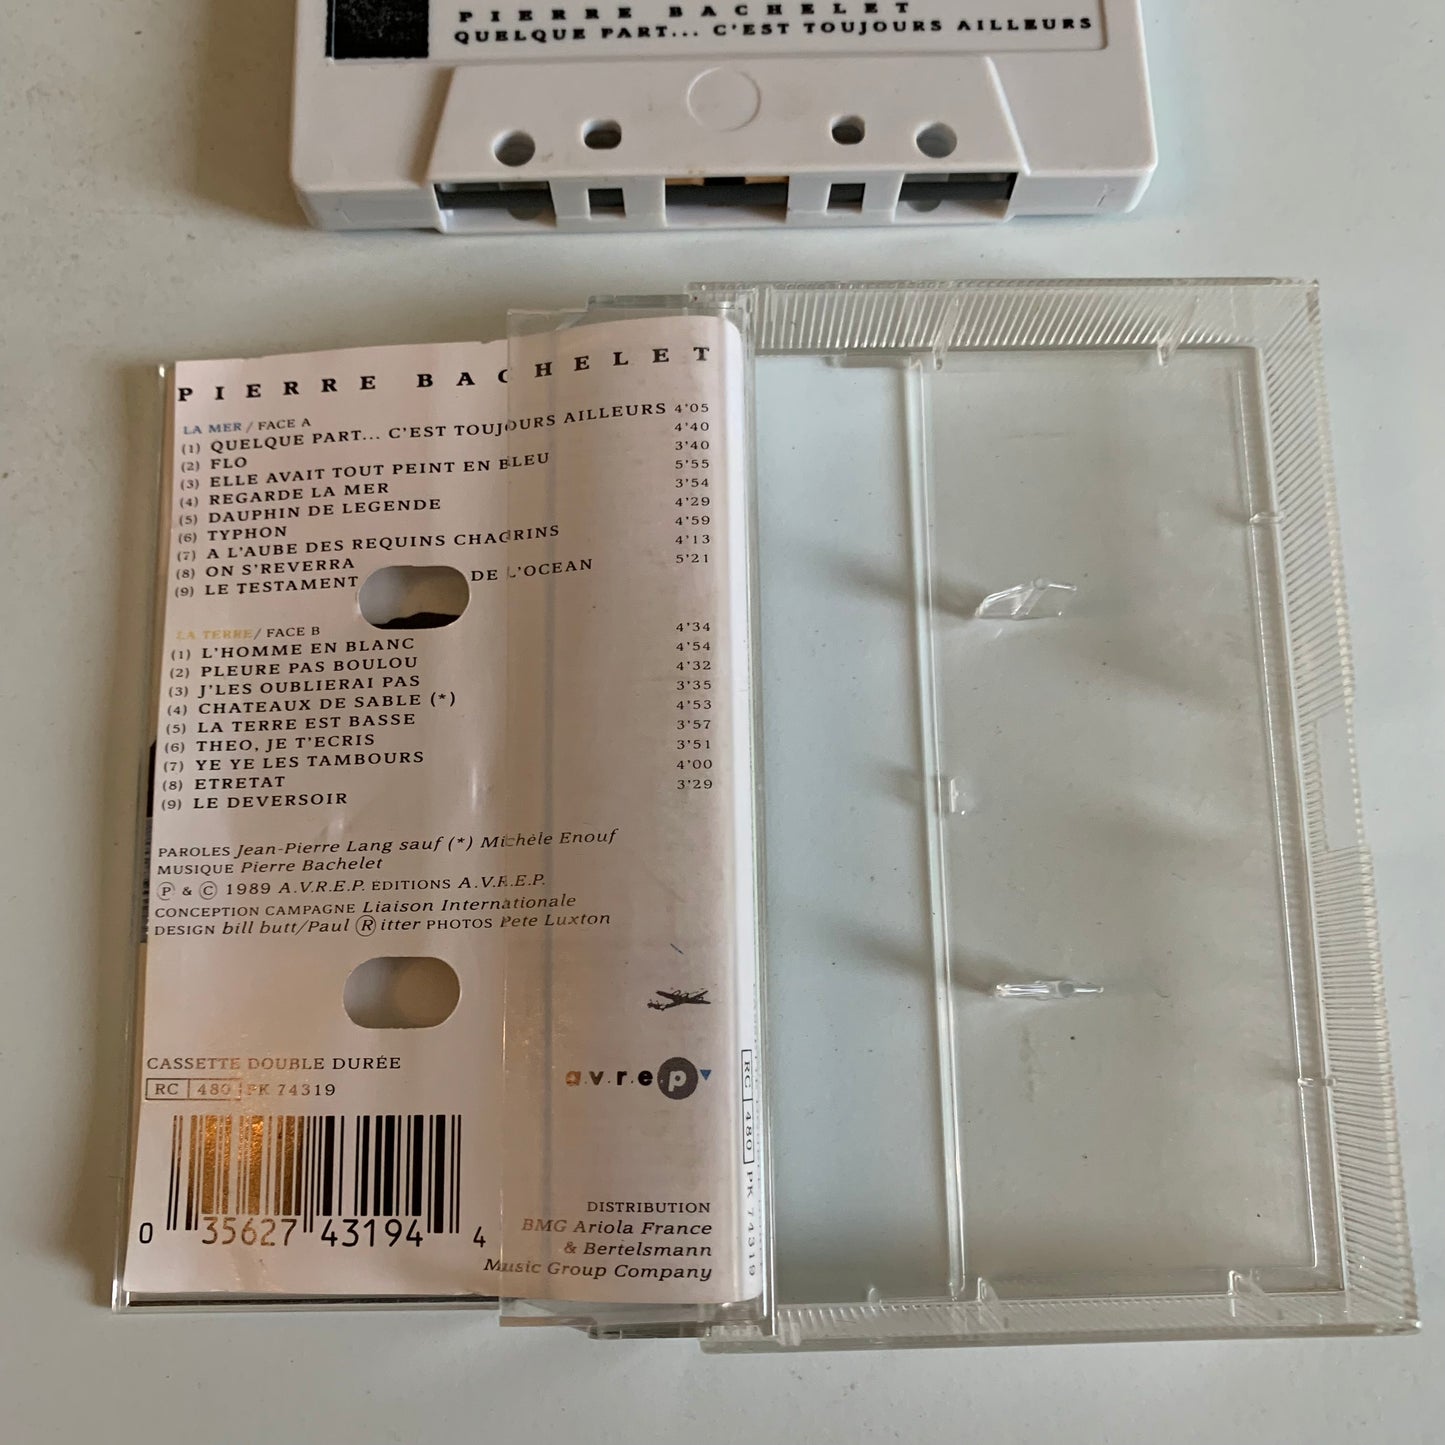 PIERRE BACHELET
QUELQUE PART... C'EST TOUJOURS AILLEURS
PIERRE BACHELET
LA MER / FACE A
(1) QUELQUE PART... C'EST TOUJOURS AILLEURS 4'05
(2) FLO 4'40
(3) ELLE AVAIT TOUT PEINT EN BLEU 3'40
(4) REGARDE LA MER 5'55
(5) DAUPHIN DE LEGENDE 3'54
(6) TYPHON 4'29
(7) A L'AUBE DES REQUINS CHAGRINS 4'59
(8) ON S'REVERRA 4'13
(9) LE TESTAMENT DE L'OCEAN 5'21
LA TERRE / FACE B
(1) L'HOMME EN BLANC 4'34
(2) PLEURE PAS BOULOU 4'54
(3) J'LES OUBLIERAI PAS 4'32
(4) CHATEAUX DE SABLE (*) 3'35
(5) LA TERRE EST BASSE 4'53
(6) THEO, JE T'ECRIS 3'57
(7) YE YE LES TAMBOURS 3'51
(8) ETRETAT 4'00
(9) LE DEVERSOIR 3'29
PAROLES Jean-Pierre Lang sauf (*) Michèle Enouf
MUSIQUE Pierre Bachelet
Ⓟ & Ⓒ 1989 A.V.R.E.P. EDITIONS A.V.R.E.P.
CONCEPTION CAMPAGNE Liaison Internationale
DESIGN bill butt/Paul Ⓡitter PHOTOS Pete Luxton
CASSETTE DOUBLE DURÉE
RC 480 PK 74319
a.v.r.e.p
0 35627 43194 4
DISTRIBUTION
BMG Ariola France
& Bertelsmann
Music Group Company
RC 480 PK 74319